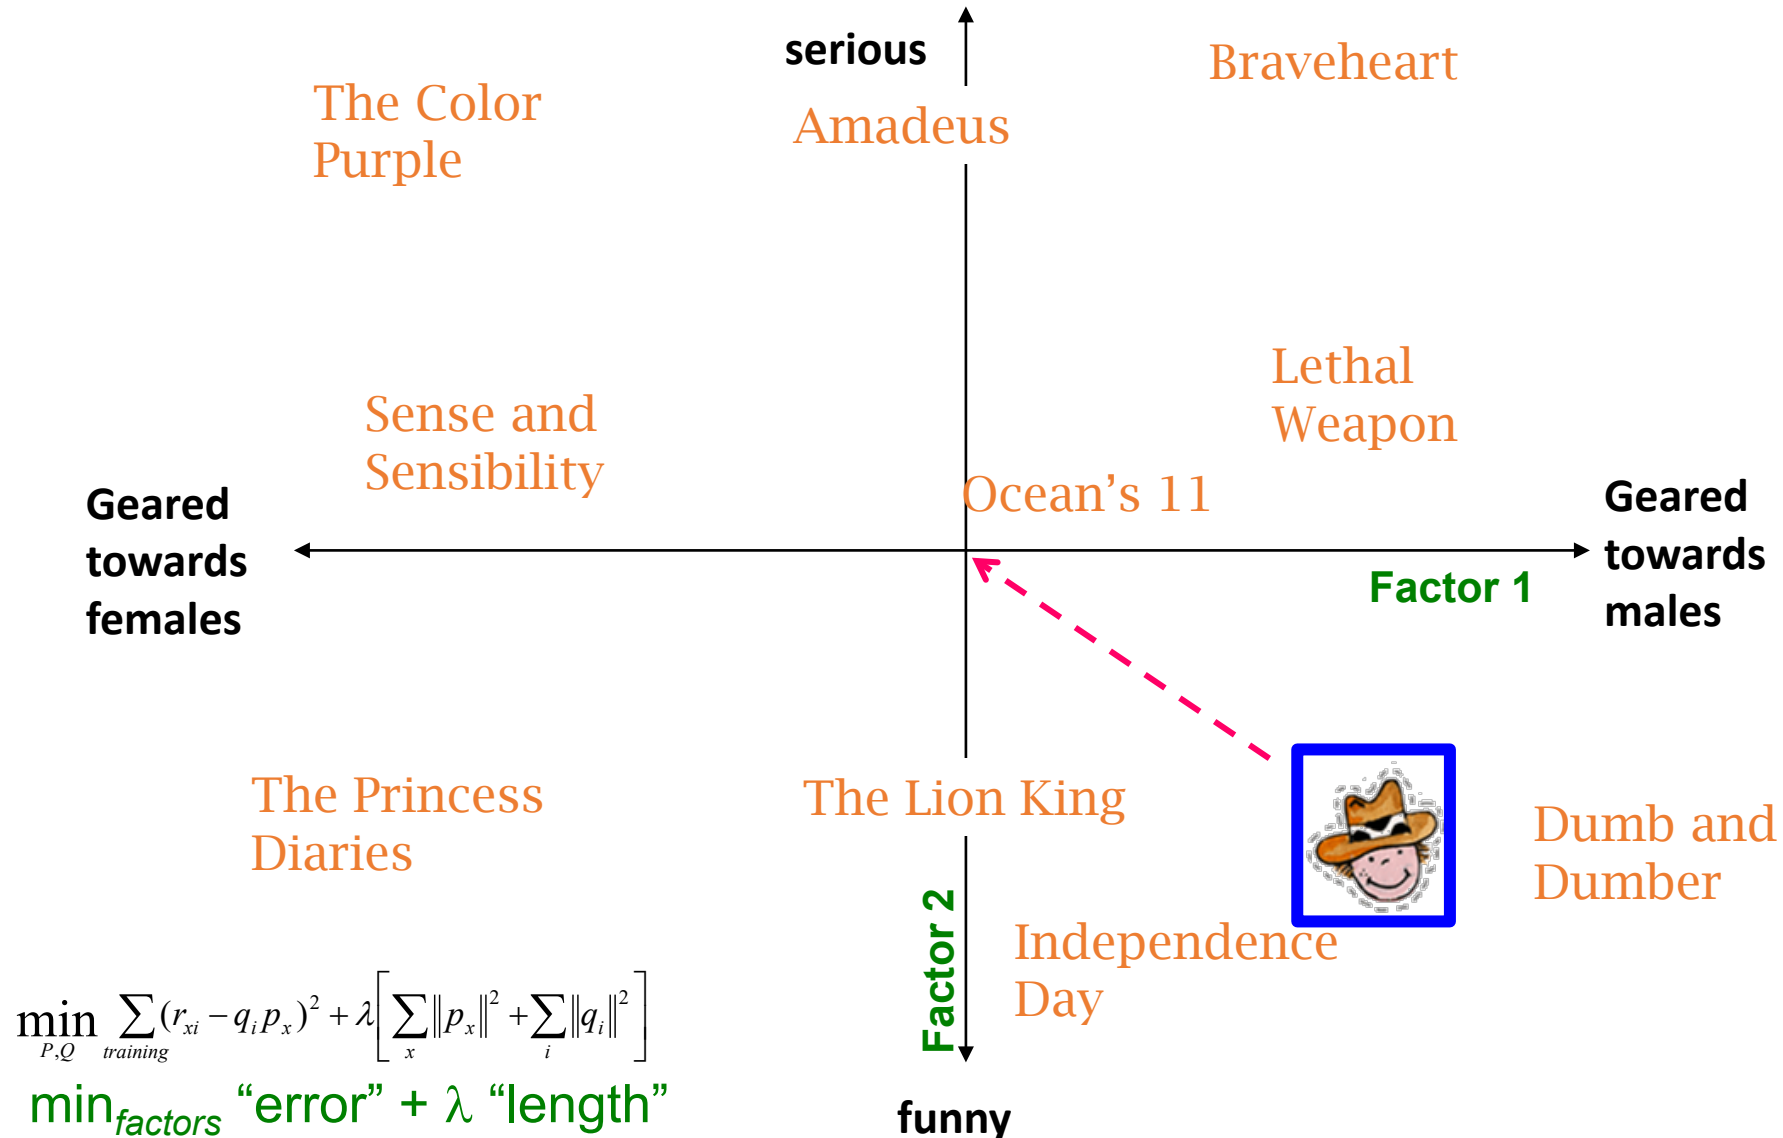 serious
Braveheart
The Color
Purple
Amadeus
Lethal
Weapon
Sense and
Sensibility
Ocean’s 11
Geared
towards
females
Geared
towards
males
Factor 1
The Princess
Diaries
The Lion King
Dumb and
Dumber
Factor 2
Independence
Day
min_{P,Q} ∑_{training} (r_{xi} − q_i p_x)^2 + λ[∑_x ‖p_x‖^2 + ∑_i ‖q_i‖^2]
min_{factors} “error” + λ “length”
funny